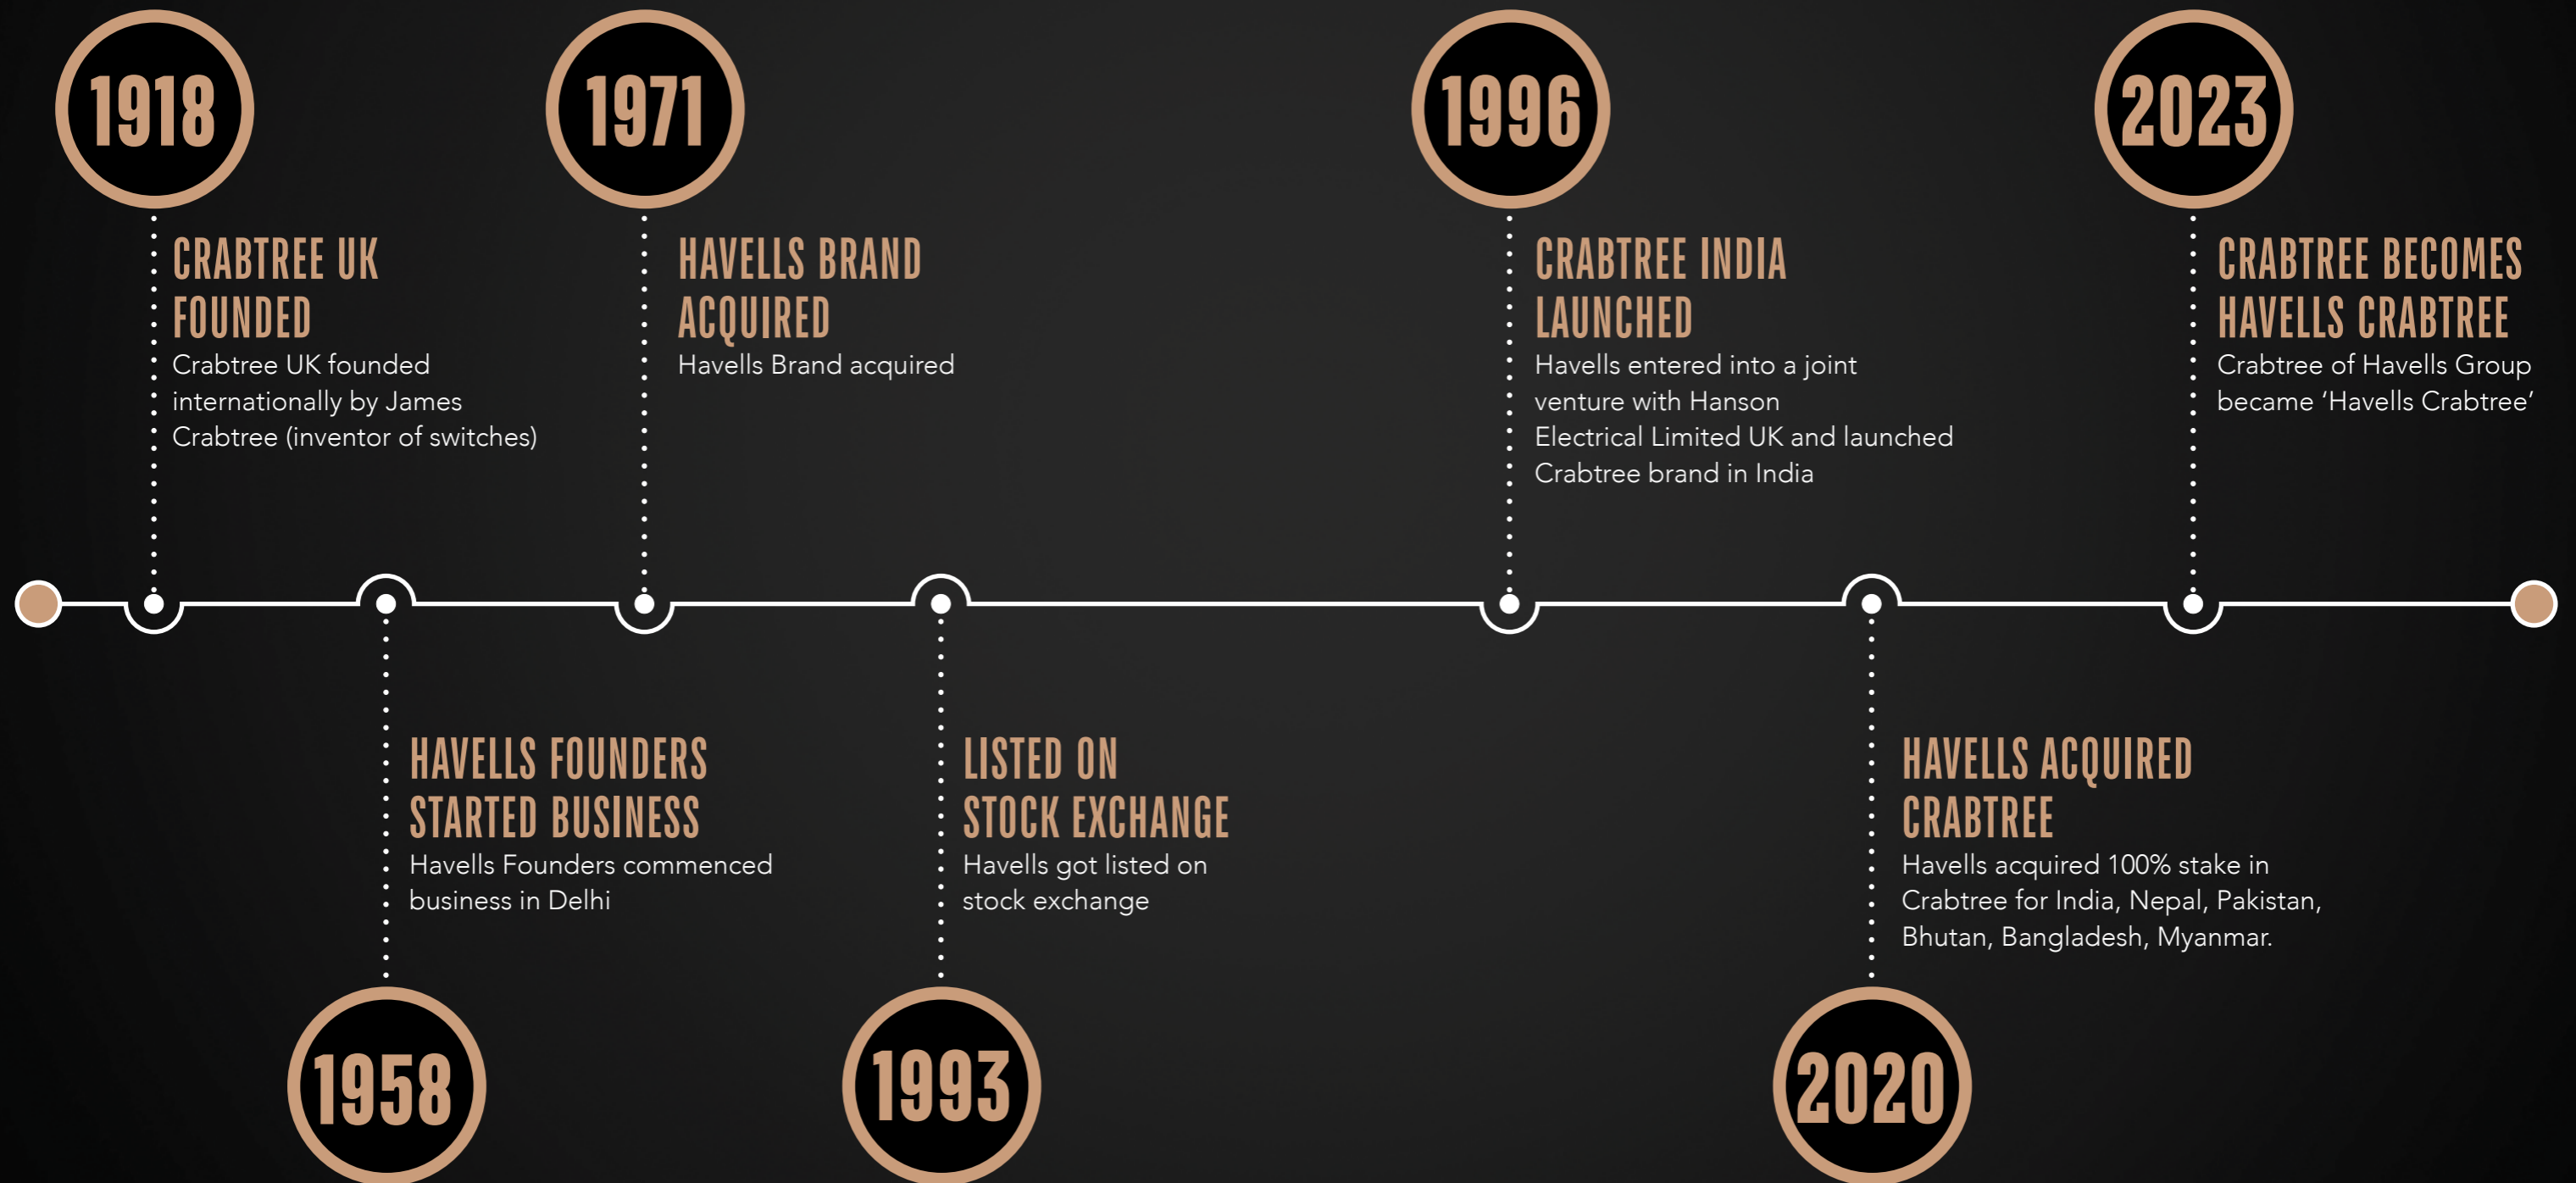 1918
CRABTREE UK
FOUNDED
Crabtree UK founded
internationally by James
Crabtree (inventor of switches)
HAVELLS FOUNDERS
STARTED BUSINESS
Havells Founders commenced
business in Delhi
1958
1971
HAVELLS BRAND
ACQUIRED
Havells Brand acquired
LISTED ON
STOCK EXCHANGE
Havells got listed on
stock exchange
1993
1996
CRABTREE INDIA
LAUNCHED
Havells entered into a joint
venture with Hanson
Electrical Limited UK and launched
Crabtree brand in India
HAVELLS ACQUIRED
CRABTREE
Havells acquired 100% stake in
Crabtree for India, Nepal, Pakistan,
Bhutan, Bangladesh, Myanmar.
2020
2023
CRABTREE BECOMES
HAVELLS CRABTREE
Crabtree of Havells Group
became ‘Havells Crabtree’